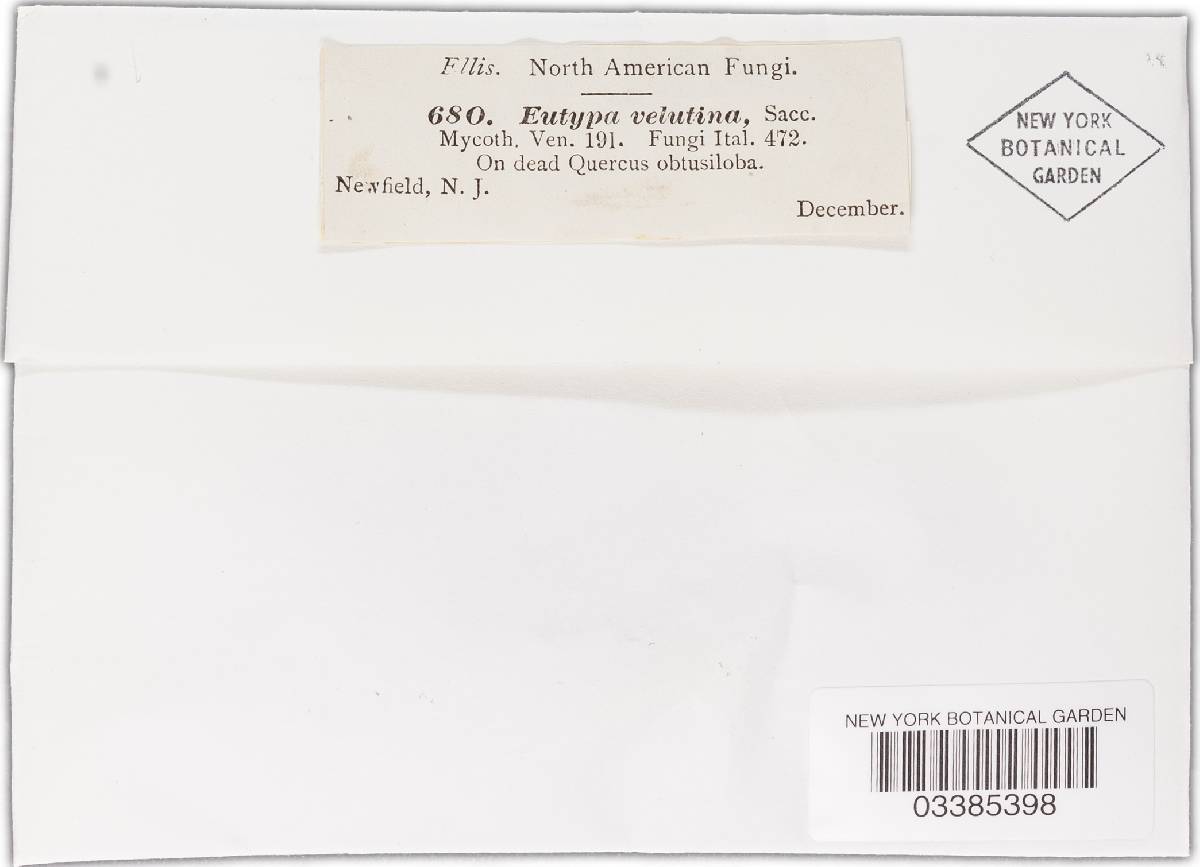 Ellis. North American Fungi.
680. Eutypa velutina, Sacc.
Mycoth. Ven. 191. Fungi Ital. 472.
On dead Quercus obtusiloba.
Newfield, N. J.
December.
NEW YORK
BOTANICAL
GARDEN
NEW YORK BOTANICAL GARDEN
03385398